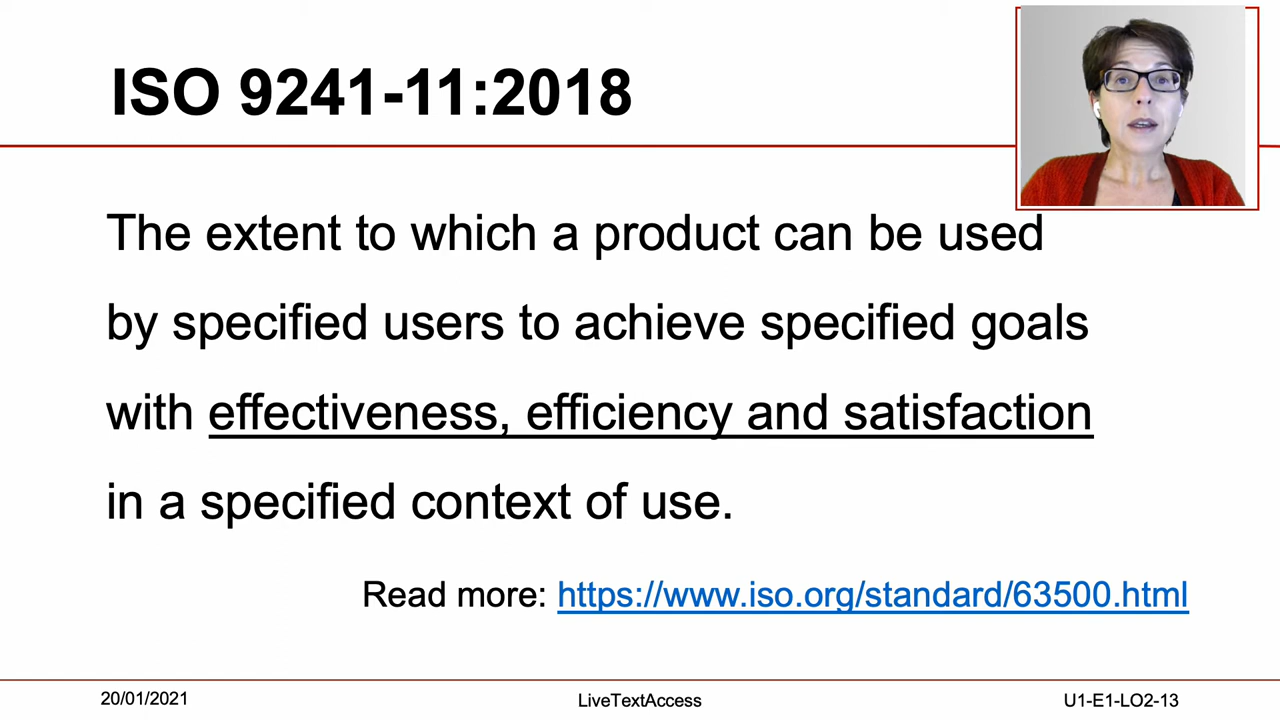 ISO 9241-11:2018
The extent to which a product can be used
by specified users to achieve specified goals
with effectiveness, efficiency and satisfaction
in a specified context of use.
Read more: https://www.iso.org/standard/63500.html
20/01/2021
LiveTextAccess
U1-E1-LO2-13